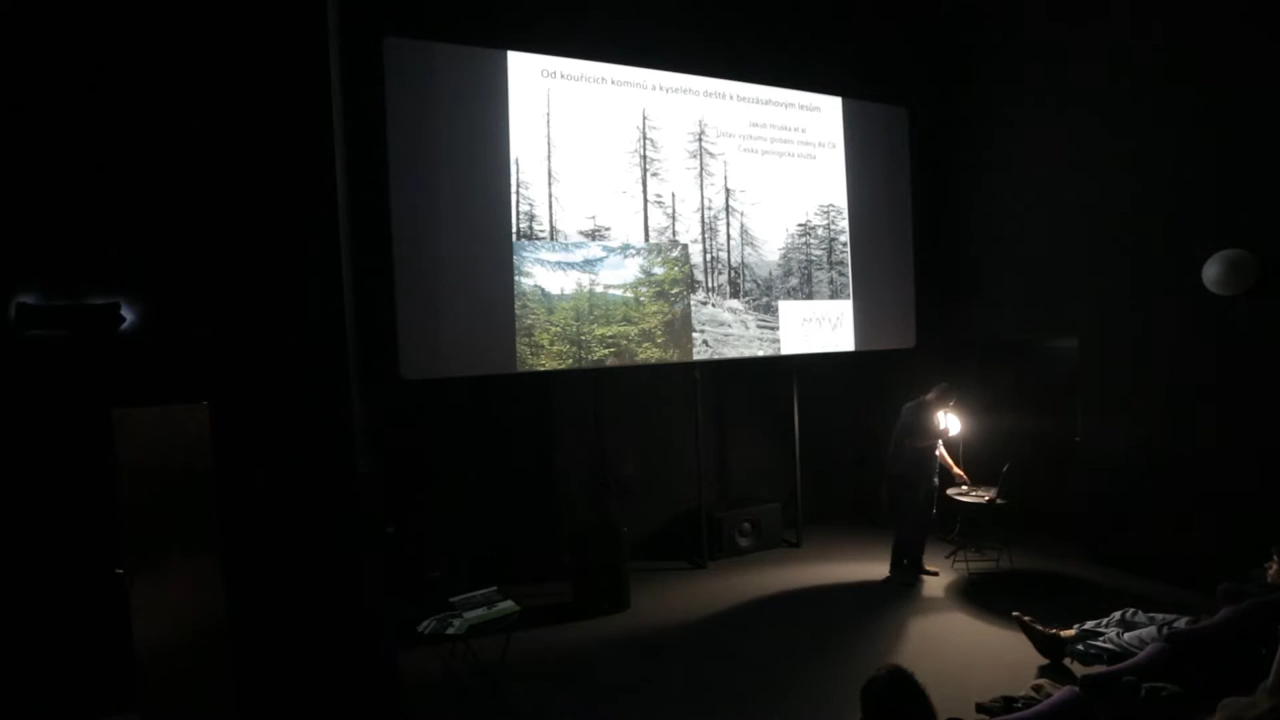 Od kouřících komínů a kyselého deště k bezzásahovým lesům
Jakub Hruška et al
Ústav výzkumu globální změny AV ČR
Česká geologická služba